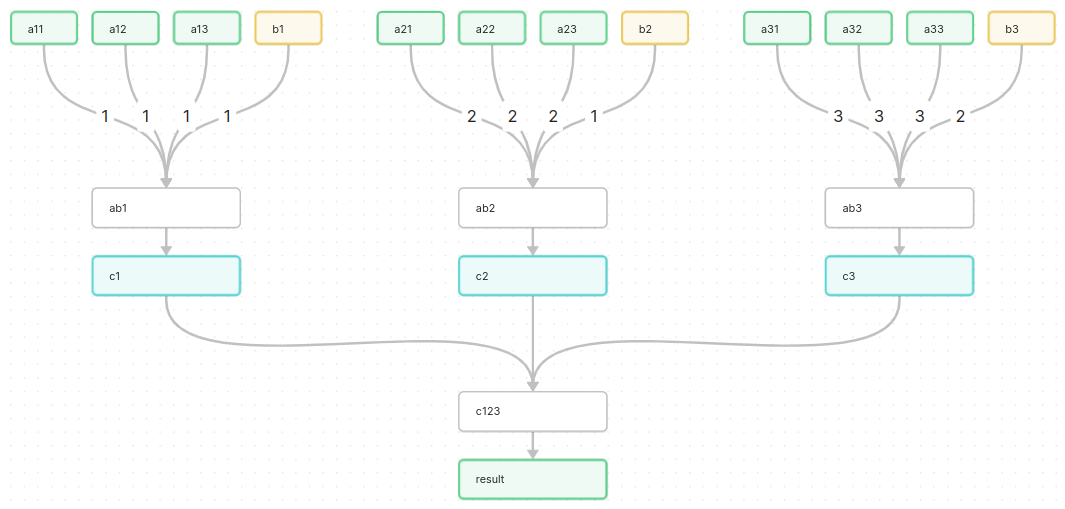 a11 a12 a13 b1 a21 a22 a23 b2 a31 a32 a33 b3
1 1 1 1 2 2 2 1 3 3 3 2
ab1 ab2 ab3
c1 c2 c3
c123
result